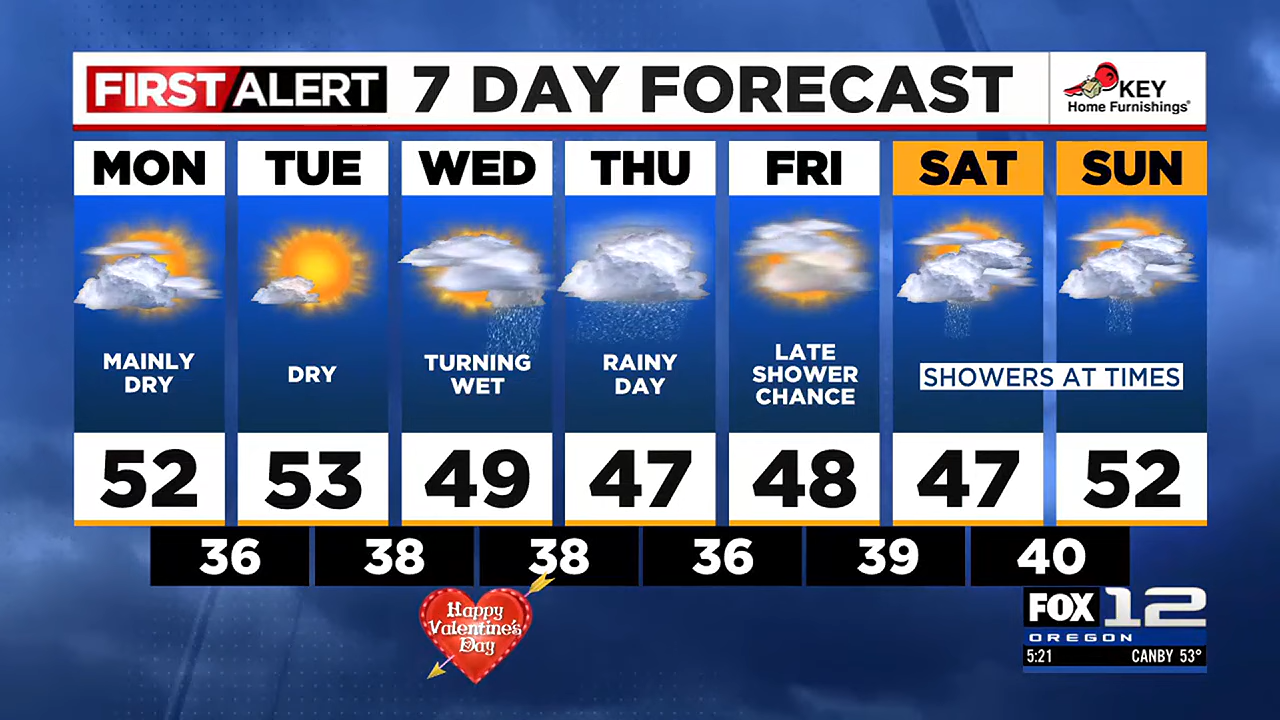 FIRST ALERT 7 DAY FORECAST
KEY
Home Furnishings®
MON TUE WED THU FRI SAT SUN
MAINLY
DRY
DRY
TURNING
WET
RAINY
DAY
LATE
SHOWER
CHANCE
SHOWERS AT TIMES
52 53 49 47 48 47 52
36 38 38 36 39 40
Happy
Valentine's
Day
FOX 12
OREGON
5:21 CANBY 53°